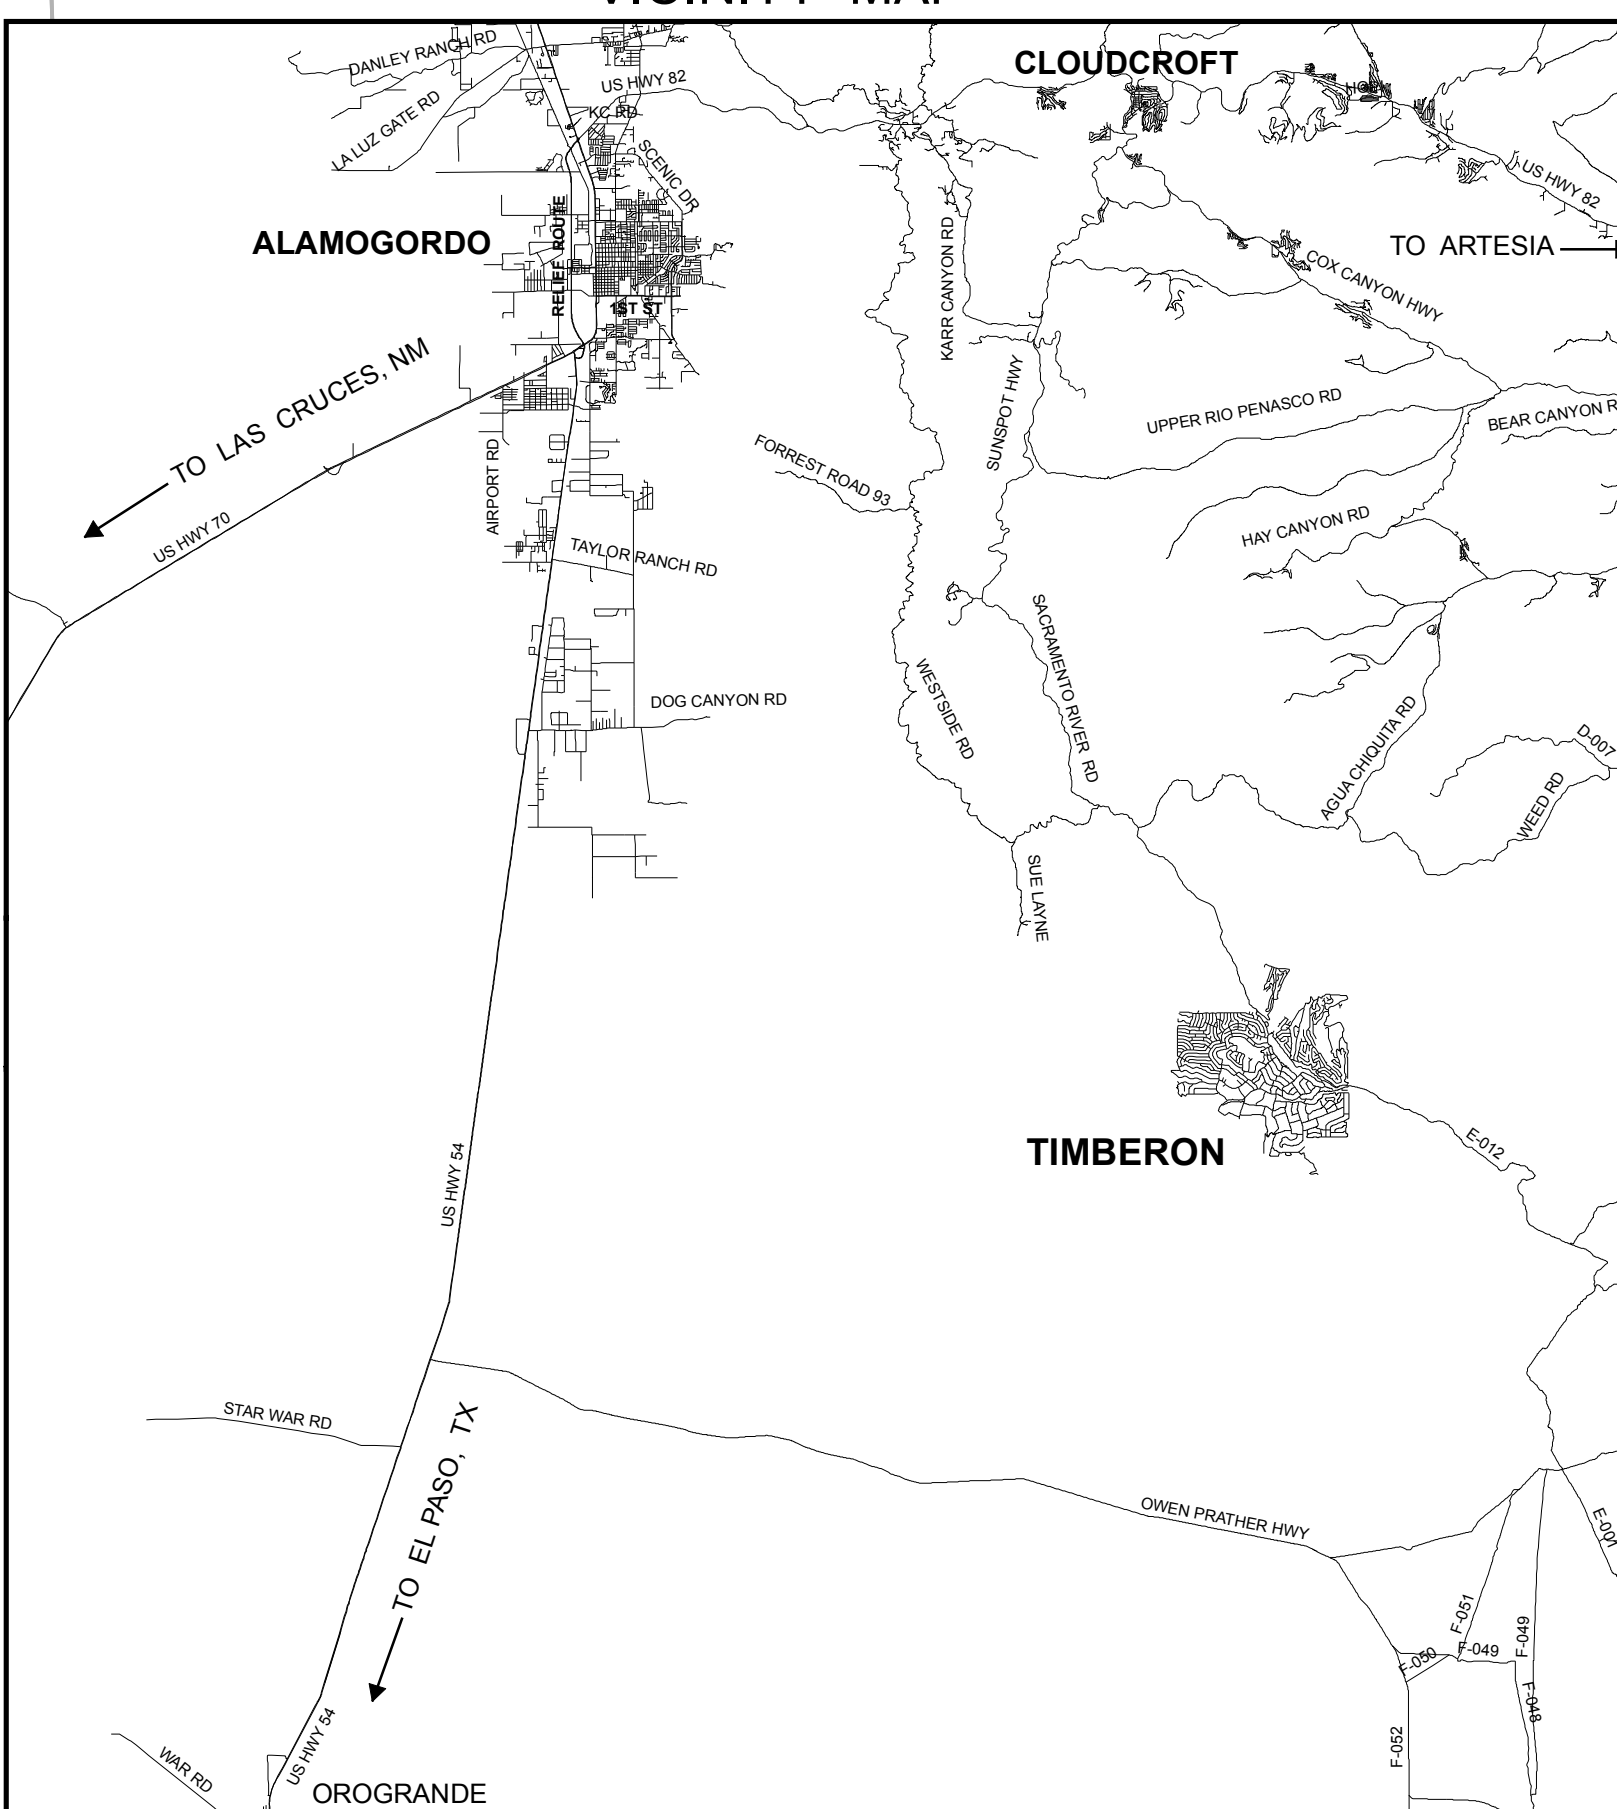 VICINITY MAP
DANLEY RANCH RD
CLOUDCROFT
US HWY 82
KC RD
LA LUZ GATE RD
SCENIC DR
US HWY 82
ALAMOGORDO
RELIEF ROUTE
KARR CANYON RD
TO ARTESIA
COX CANYON HWY
1ST ST
TO LAS CRUCES, NM
SUNSPOT HWY
UPPER RIO PENASCO RD
BEAR CANYON R
AIRPORT RD
FORREST ROAD 93
US HWY 70
HAY CANYON RD
TAYLOR RANCH RD
SACRAMENTO RIVER RD
WESTSIDE RD
DOG CANYON RD
AGUA CHIQUITA RD
D-007
WEED RD
SUE LAYNE
TIMBERON
E-012
US HWY 54
STAR WAR RD
TO EL PASO, TX
OWEN PRATHER HWY
E-001
F-051
F-049
F-049
F-050
F-048
F-052
US HWY 54
WAR RD
OROGRANDE